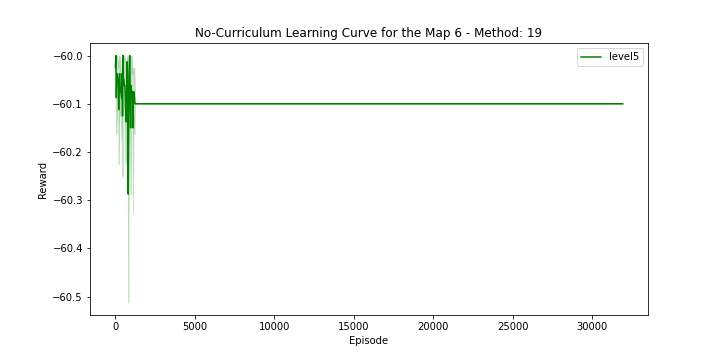 No-Curriculum Learning Curve for the Map 6 - Method: 19
level5
−60.0
−60.1
−60.2
−60.3
−60.4
−60.5
Reward
0 5000 10000 15000 20000 25000 30000
Episode